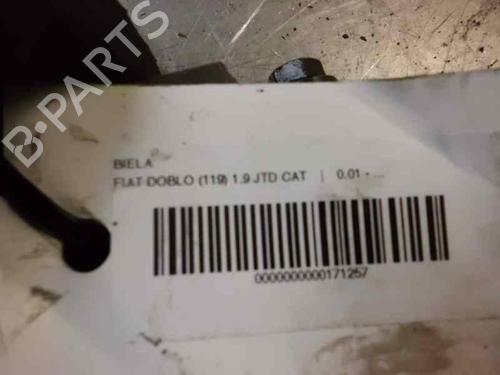 BIELA
FIAT DOBLO (119) 1.9 JTD CAT | 0.01 - ...
0000000000171257
B-PARTS